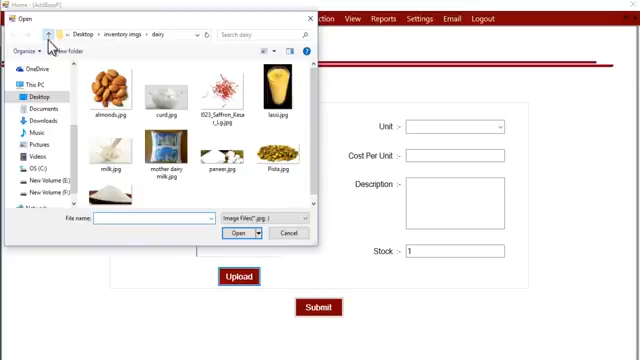 Home - [AddBassP]
Open
Desktop > inventory imgs > dairy
Search dairy
Organize
New folder
OneDrive
This PC
Desktop
Documents
Downloads
Music
Pictures
Videos
OS (C:)
New Volume (E:)
New Volume (F:)
almonds.jpg
curd.jpg
I023_Saffron_Kesar_Lg.jpg
lassi.jpg
milk.jpg
mother dairy milk.jpg
paneer.jpg
Pista.jpg
File name:
Image Files(*.jpg; )
Open
Cancel
View
Settings
Email
Logout
Unit :-
Cost Per Unit :-
Description :-
Stock :- 1
Upload
Submit